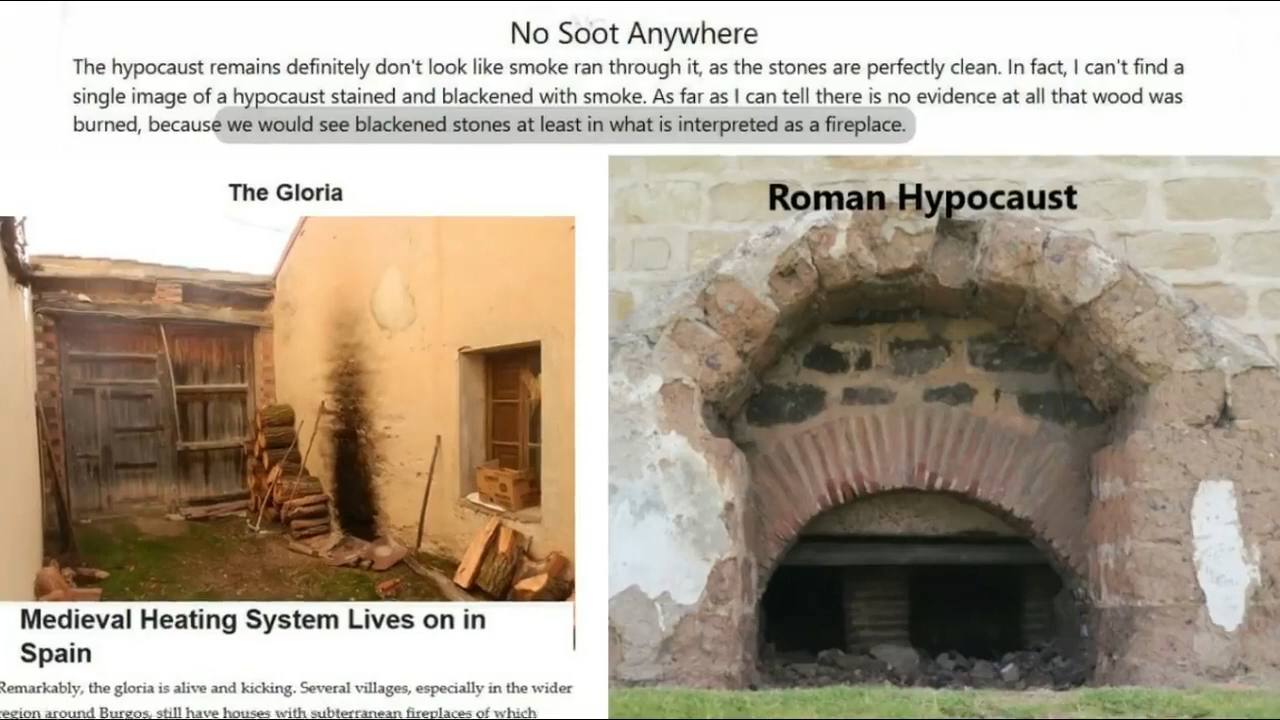 No Soot Anywhere
The hypocaust remains definitely don't look like smoke ran through it, as the stones are perfectly clean. In fact, I can't find a
single image of a hypocaust stained and blackened with smoke. As far as I can tell there is no evidence at all that wood was
burned, because we would see blackened stones at least in what is interpreted as a fireplace.
The Gloria
Roman Hypocaust
Medieval Heating System Lives on in
Spain
Remarkably, the gloria is alive and kicking. Several villages, especially in the wider
region around Burgos, still have houses with subterranean fireplaces of which